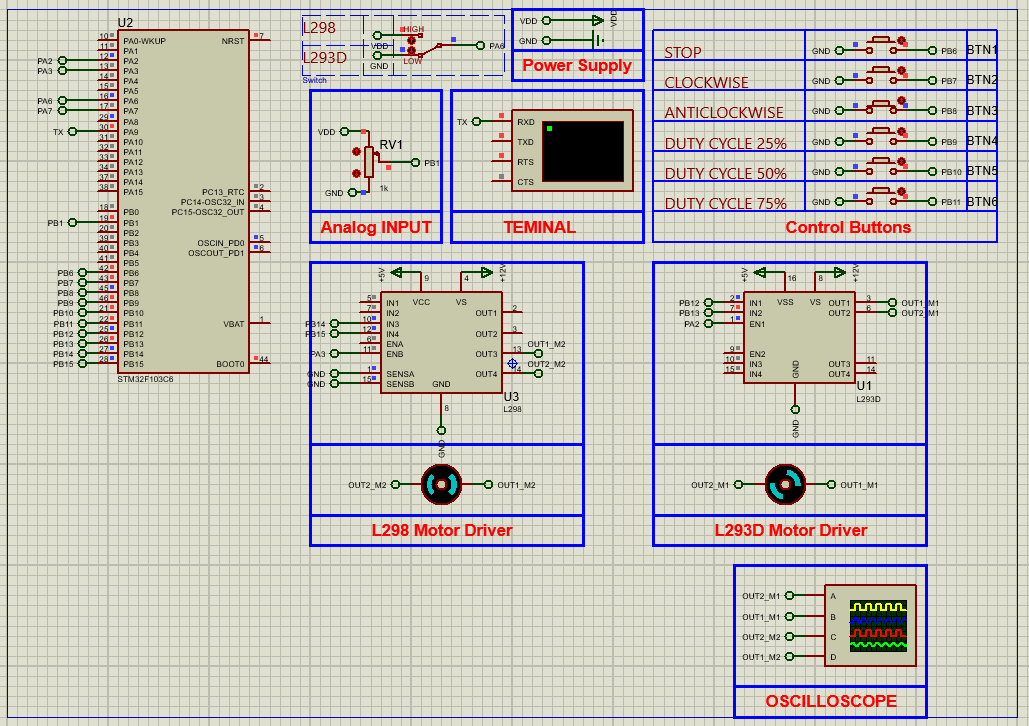 U2
10 PA0-WKUP NRST 7
11 PA1
PA2 12 PA2
PA3 13 PA3
14 PA4
15 PA5
PA6 16 PA6
PA7 17 PA7
29 PA8
TX 30 PA9
31 PA10
32 PA11
33 PA12
34 PA13
37 PA14
38 PA15
PC13_RTC 2
PC14-OSC32_IN 3
PC15-OSC32_OUT 4
18 PB0
PB1 19 PB1
20 PB2
39 PB3
40 PB4
41 PB5
OSCIN_PD0 5
OSCOUT_PD1 6
PB6 42 PB6
PB7 43 PB7
PB8 45 PB8
PB9 46 PB9
PB10 21 PB10
PB11 22 PB11
PB12 25 PB12
PB13 26 PB13
PB14 27 PB14
PB15 28 PB15
VBAT 1
BOOT0 44
STM32F103C6
L298
L293D
HIGH
VDD
LOW
GND
PA6
Switch
VDD
VDD
GND
Power Supply
STOP GND PB6 BTN1
CLOCKWISE GND PB7 BTN2
ANTICLOCKWISE GND PB8 BTN3
DUTY CYCLE 25% GND PB9 BTN4
DUTY CYCLE 50% GND PB10 BTN5
DUTY CYCLE 75% GND PB11 BTN6
Control Buttons
VDD
RV1
PB1
GND
1k
Analog INPUT
TX RXD
TXD
RTS
CTS
TEMINAL
+5V 9 4 +12V
VCC VS
5 IN1 OUT1 2
7 IN2
PB14 10 IN3
PB15 12 IN4 OUT2 3
6 ENA
PA3 11 ENB OUT3 13 OUT1_M2
GND 1 SENSA OUT4 14 OUT2_M2
GND 15 SENSB GND
U3
L298
8
GND
OUT2_M2 OUT1_M2
L298 Motor Driver
+5V 16 8 +12V
VSS VS
PB12 2 IN1 OUT1 3 OUT1_M1
PB13 7 IN2 OUT2 6 OUT2_M1
PA2 1 EN1
9 EN2
10 IN3 OUT3 11
15 IN4 OUT4 14
GND
U1
L293D
GND
OUT2_M1 OUT1_M1
L293D Motor Driver
OUT2_M1 A
OUT1_M1 B
OUT2_M2 C
OUT1_M2 D
OSCILLOSCOPE